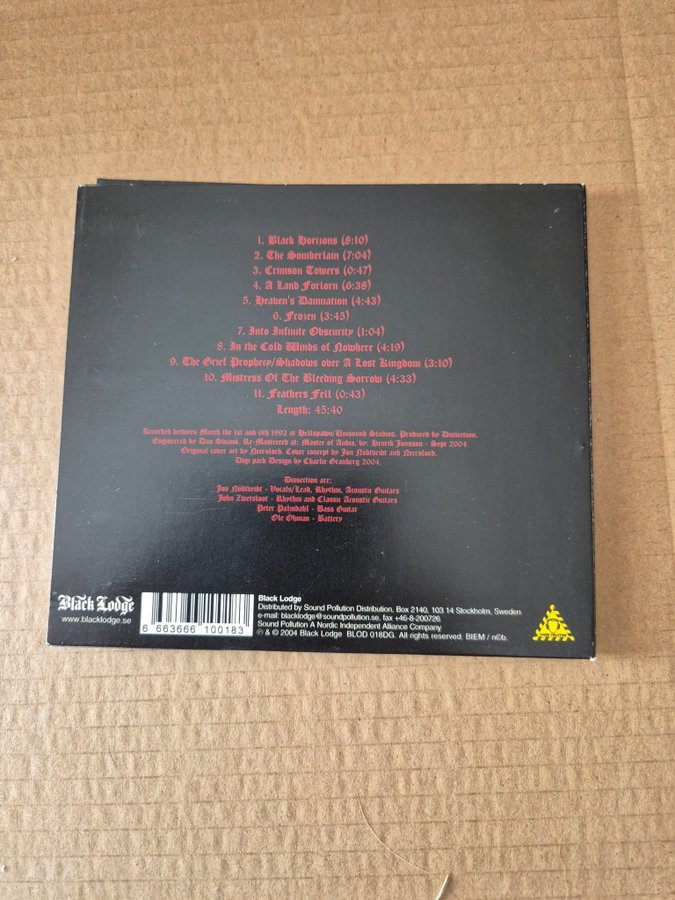 1. Black Horizons (8:10)
2. The Somberlain (7:04)
3. Crimson Towers (0:47)
4. A Land Forlorn (6:38)
5. Heaven's Damnation (4:43)
6. Frozen (3:45)
7. Into Infinite Obscurity (1:04)
8. In the Cold Winds of Nowhere (4:19)
9. The Grief Prophecy/Shadows over A Lost Kingdom (3:10)
10. Mistress Of The Bleeding Sorrow (4:33)
11. Feathers Fell (0:43)
Length: 45:40
Recorded between March the 1st and 6th 1993 at Hellspawn/Unsound Studios. Produced by Dissection.
Engineered by Dan Swanö. Re-Mastered at: Master of Audio, by: Henrik Jonsson - Sept 2004
Original cover art by Necrolord. Cover concept by Jon Nödtveidt and Necrolord.
Digi pack Design by Charlie Granberg 2004.
Dissection are:
Jon Nödtveidt - Vocals/Lead, Rhythm, Acoustic Guitars
John Zwetsloot - Rhythm and Classic Acoustic Guitars
Peter Palmdahl - Bass Guitar
Ole Öhman - Battery
Black Lodge
www.blacklodge.se
6 663666 100183
Black Lodge
Distributed by Sound Pollution Distribution, Box 2140, 103 14 Stockholm, Sweden
e-mail: blacklodge@soundpollution.se, fax +46-8-200726
Sound Pollution A Nordic Independent Alliance Company
℗ & © 2004 Black Lodge BLOD 018DG. All rights reserved. BIEM / n©b.